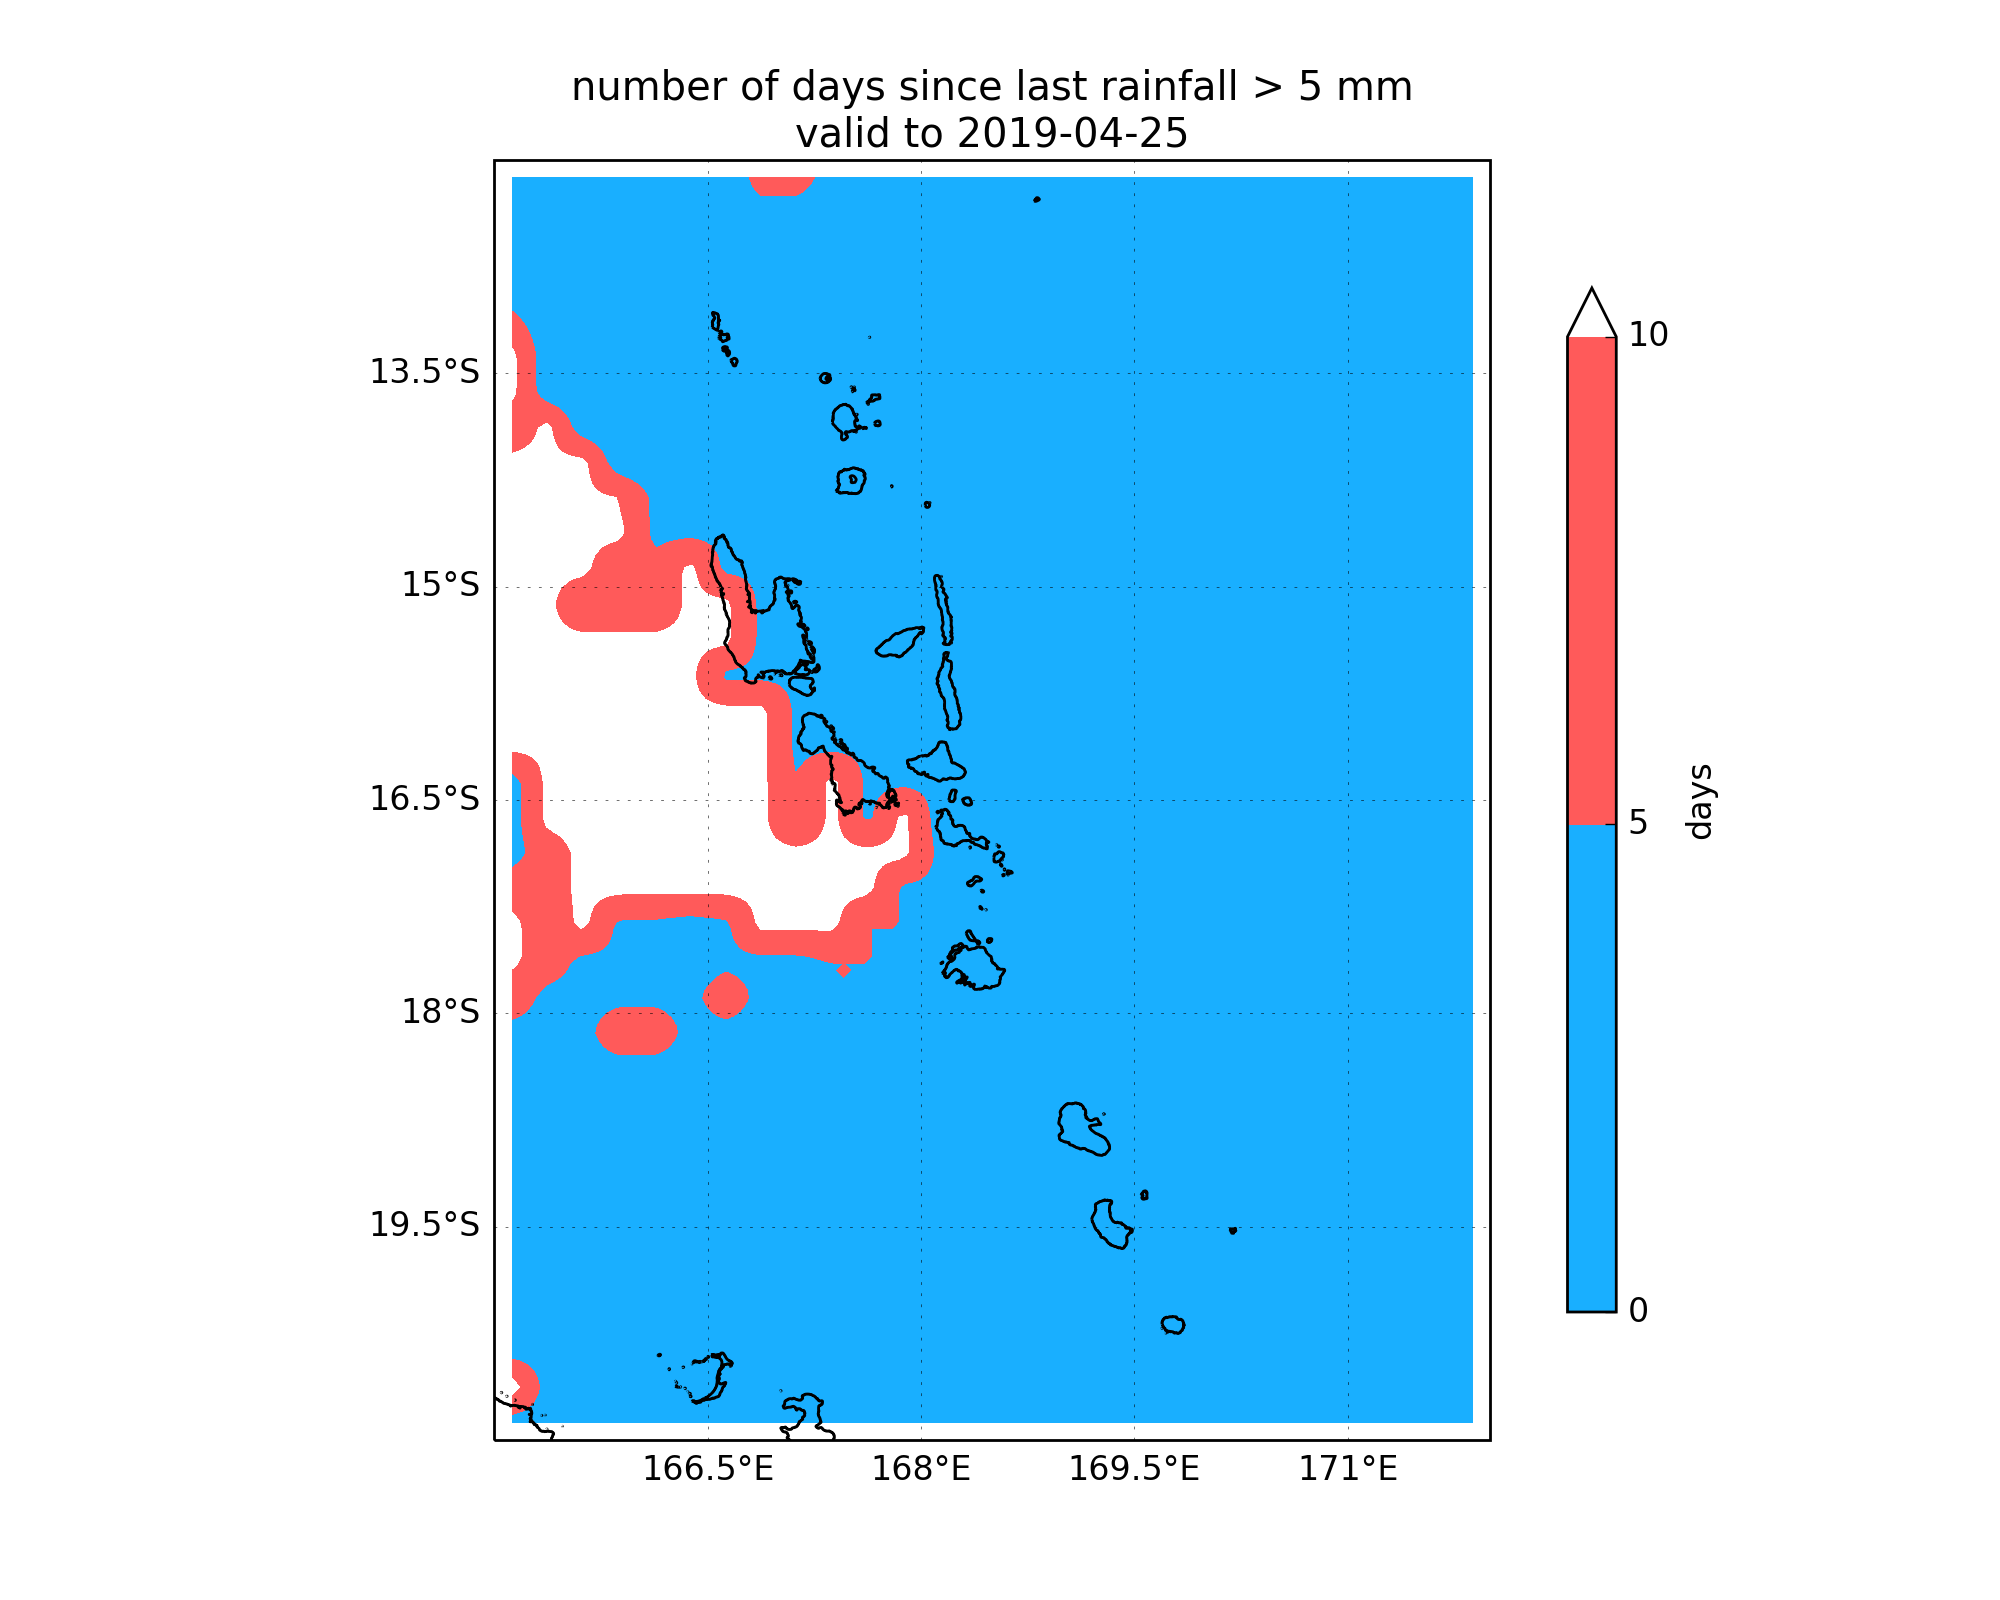 number of days since last rainfall > 5 mm
valid to 2019-04-25
13.5°S
15°S
16.5°S
18°S
19.5°S
166.5°E 168°E 169.5°E 171°E
10
5
0
days